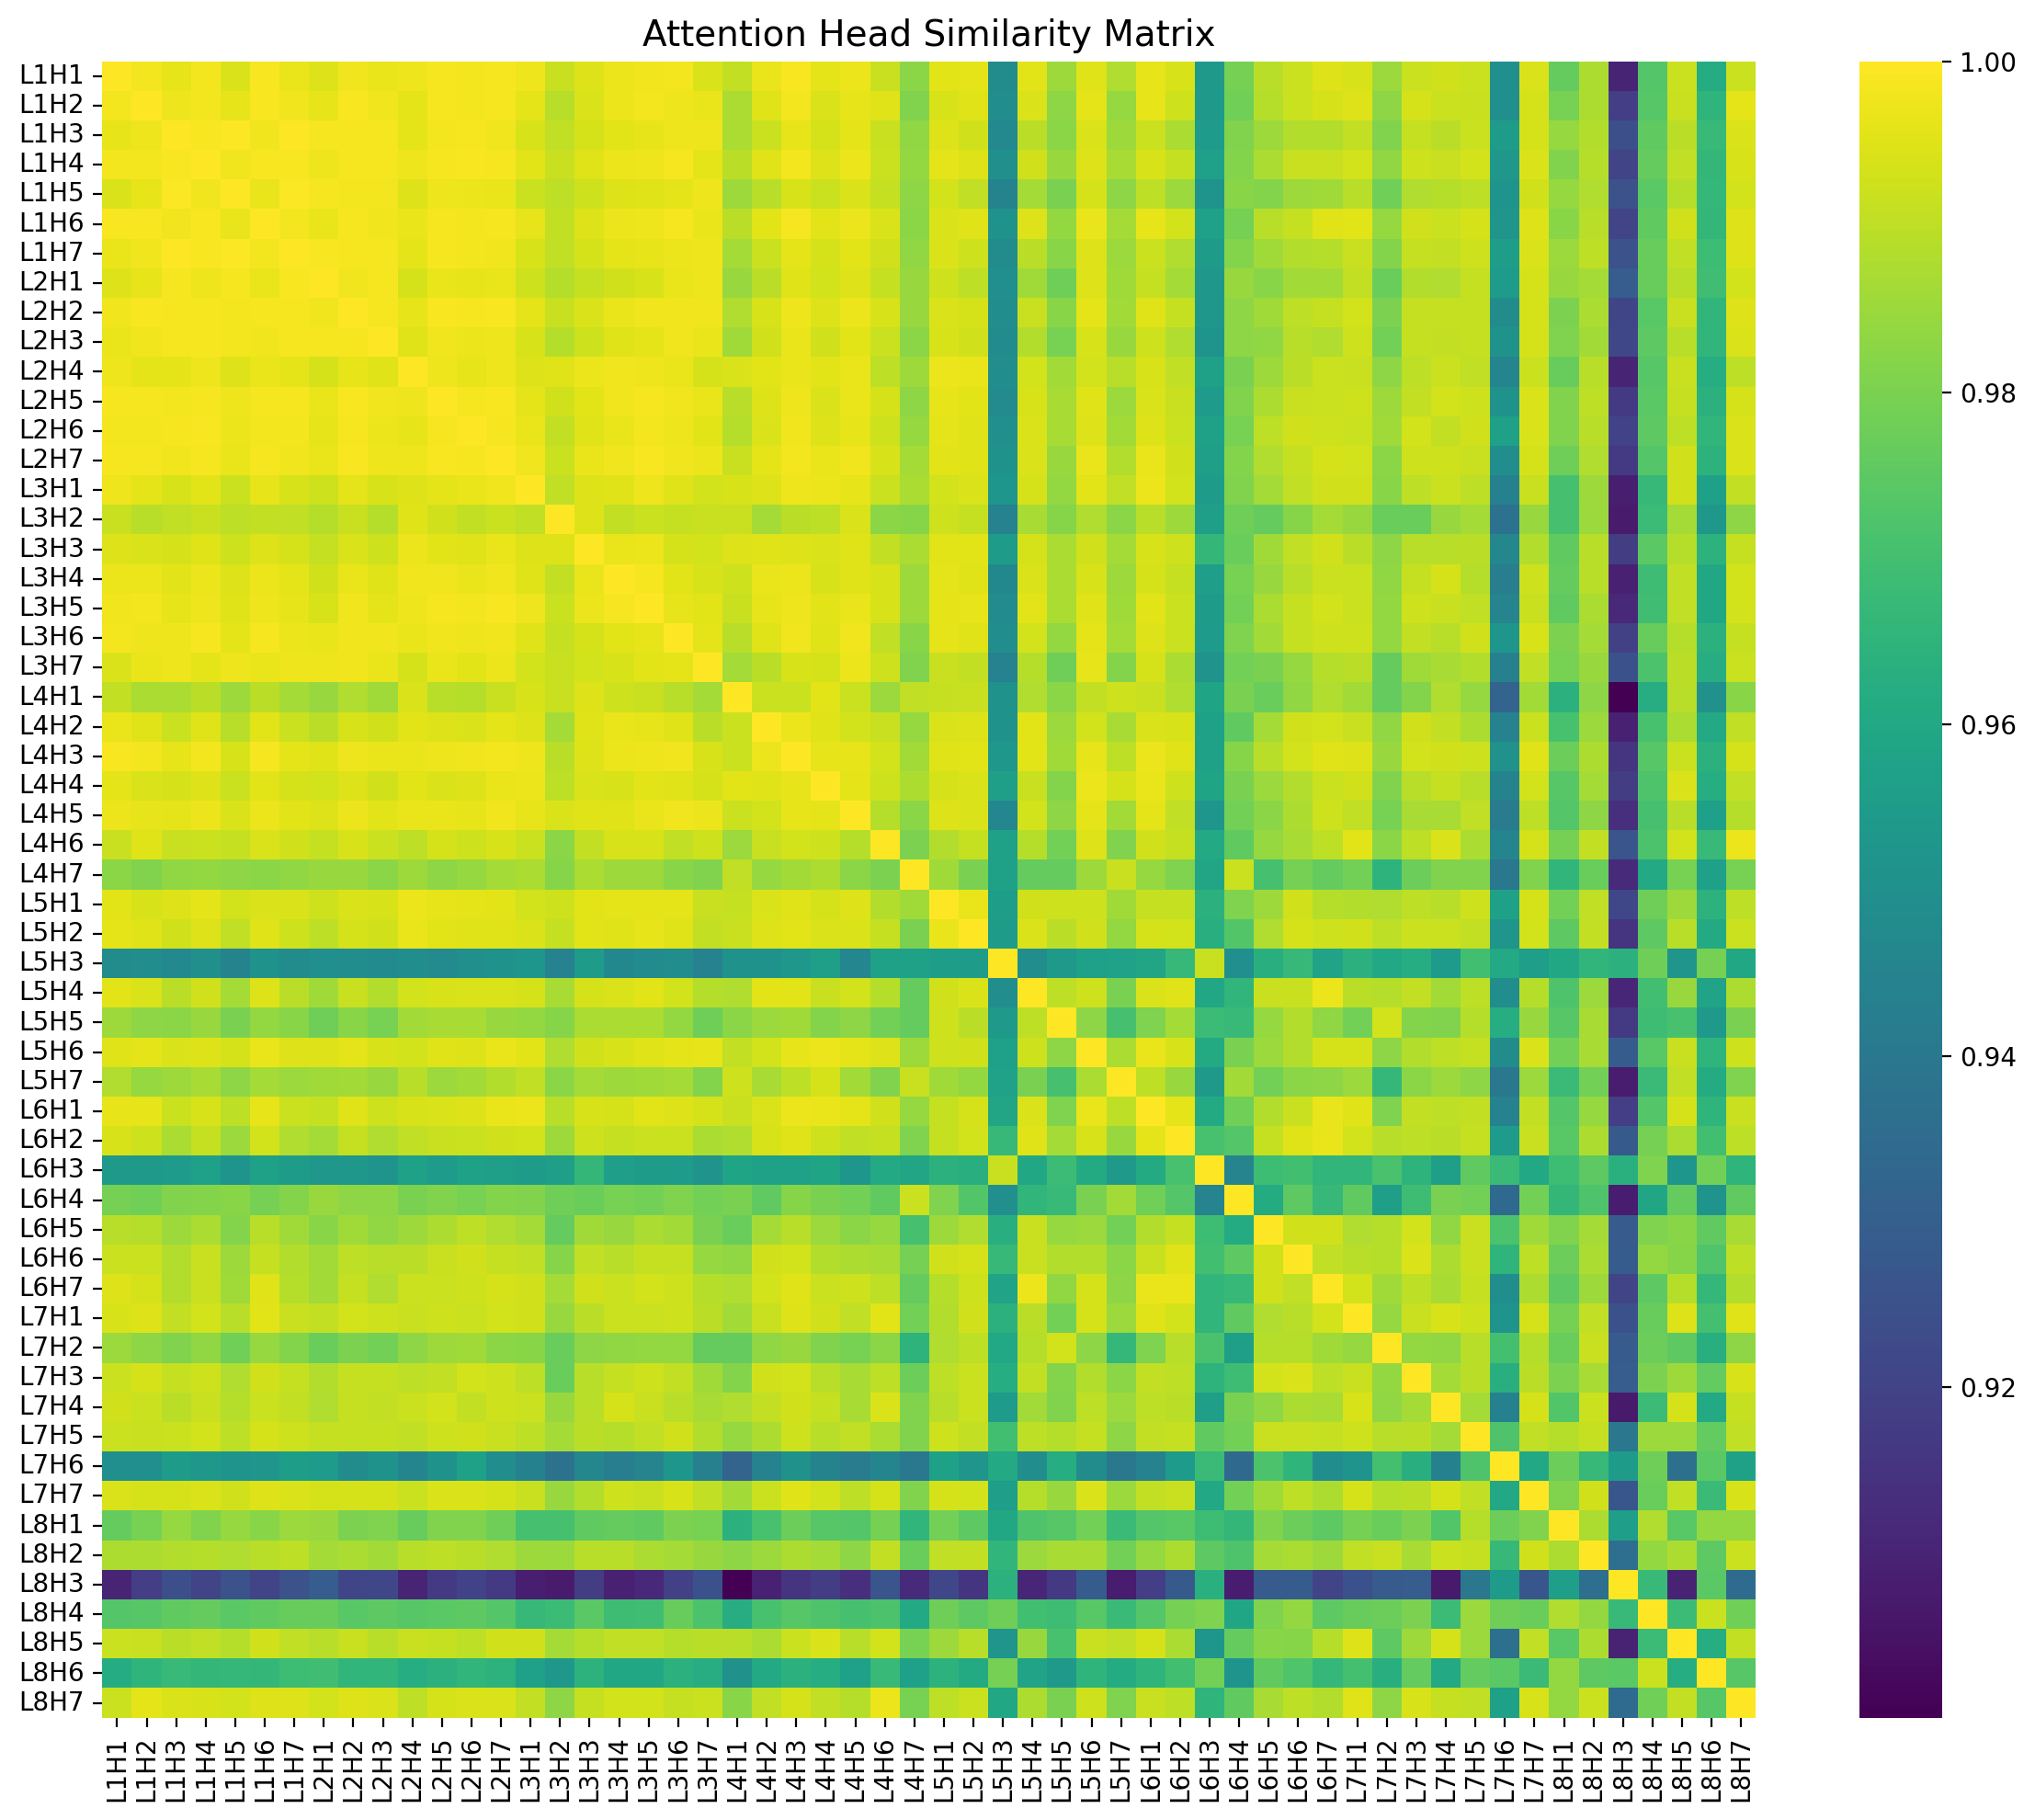 Attention Head Similarity Matrix
L1H1
L1H2
L1H3
L1H4
L1H5
L1H6
L1H7
L2H1
L2H2
L2H3
L2H4
L2H5
L2H6
L2H7
L3H1
L3H2
L3H3
L3H4
L3H5
L3H6
L3H7
L4H1
L4H2
L4H3
L4H4
L4H5
L4H6
L4H7
L5H1
L5H2
L5H3
L5H4
L5H5
L5H6
L5H7
L6H1
L6H2
L6H3
L6H4
L6H5
L6H6
L6H7
L7H1
L7H2
L7H3
L7H4
L7H5
L7H6
L7H7
L8H1
L8H2
L8H3
L8H4
L8H5
L8H6
L8H7
L1H1
L1H2
L1H3
L1H4
L1H5
L1H6
L1H7
L2H1
L2H2
L2H3
L2H4
L2H5
L2H6
L2H7
L3H1
L3H2
L3H3
L3H4
L3H5
L3H6
L3H7
L4H1
L4H2
L4H3
L4H4
L4H5
L4H6
L4H7
L5H1
L5H2
L5H3
L5H4
L5H5
L5H6
L5H7
L6H1
L6H2
L6H3
L6H4
L6H5
L6H6
L6H7
L7H1
L7H2
L7H3
L7H4
L7H5
L7H6
L7H7
L8H1
L8H2
L8H3
L8H4
L8H5
L8H6
L8H7
1.00
0.98
0.96
0.94
0.92